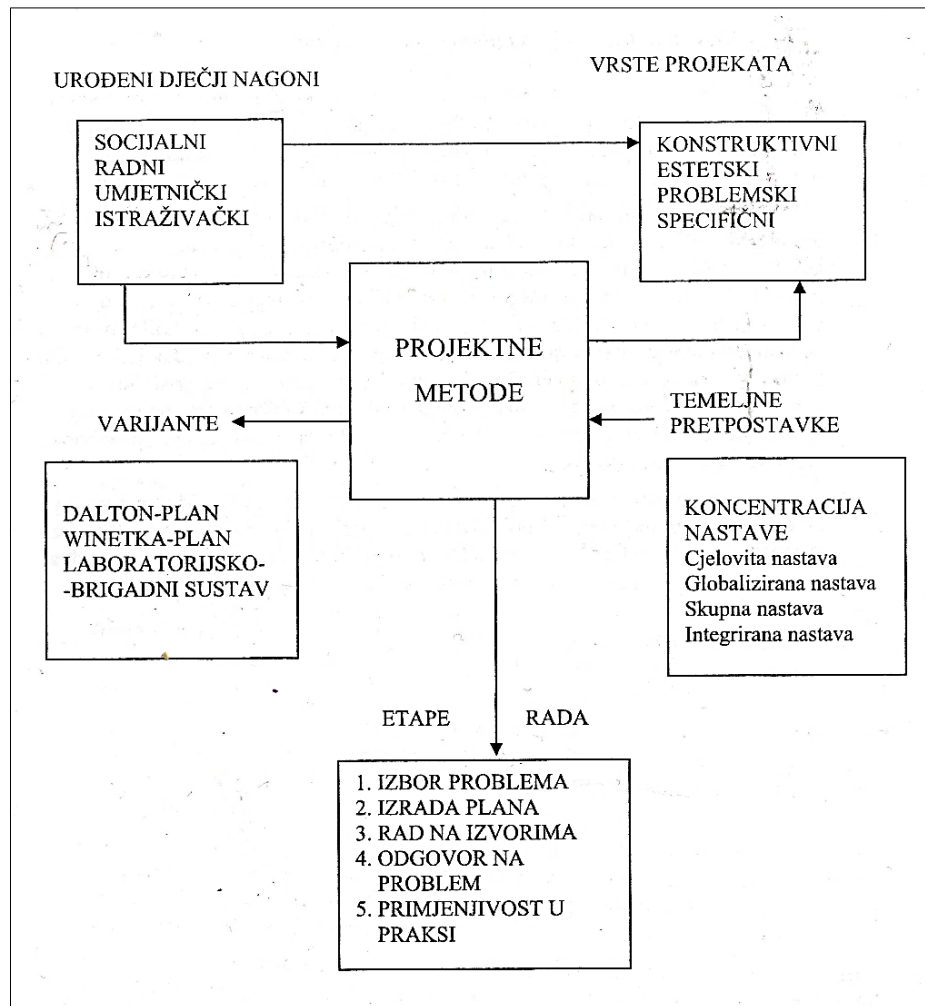 UROĐENI DJEČJI NAGONI
VRSTE PROJEKATA
SOCIJALNI
RADNI
UMJETNIČKI
ISTRAŽIVAČKI
KONSTRUKTIVNI
ESTETSKI
PROBLEMSKI
SPECIFIČNI
PROJEKTNE
METODE
VARIJANTE
TEMELJNE
PRETPOSTAVKE
DALTON-PLAN
WINETKA-PLAN
LABORATORIJSKO-
-BRIGADNI SUSTAV
KONCENTRACIJA
NASTAVE
Cjelovita nastava
Globalizirana nastava
Skupna nastava
Integrirana nastava
ETAPE RADA
1. IZBOR PROBLEMA
2. IZRADA PLANA
3. RAD NA IZVORIMA
4. ODGOVOR NA
PROBLEM
5. PRIMJENJIVOST U
PRAKSI